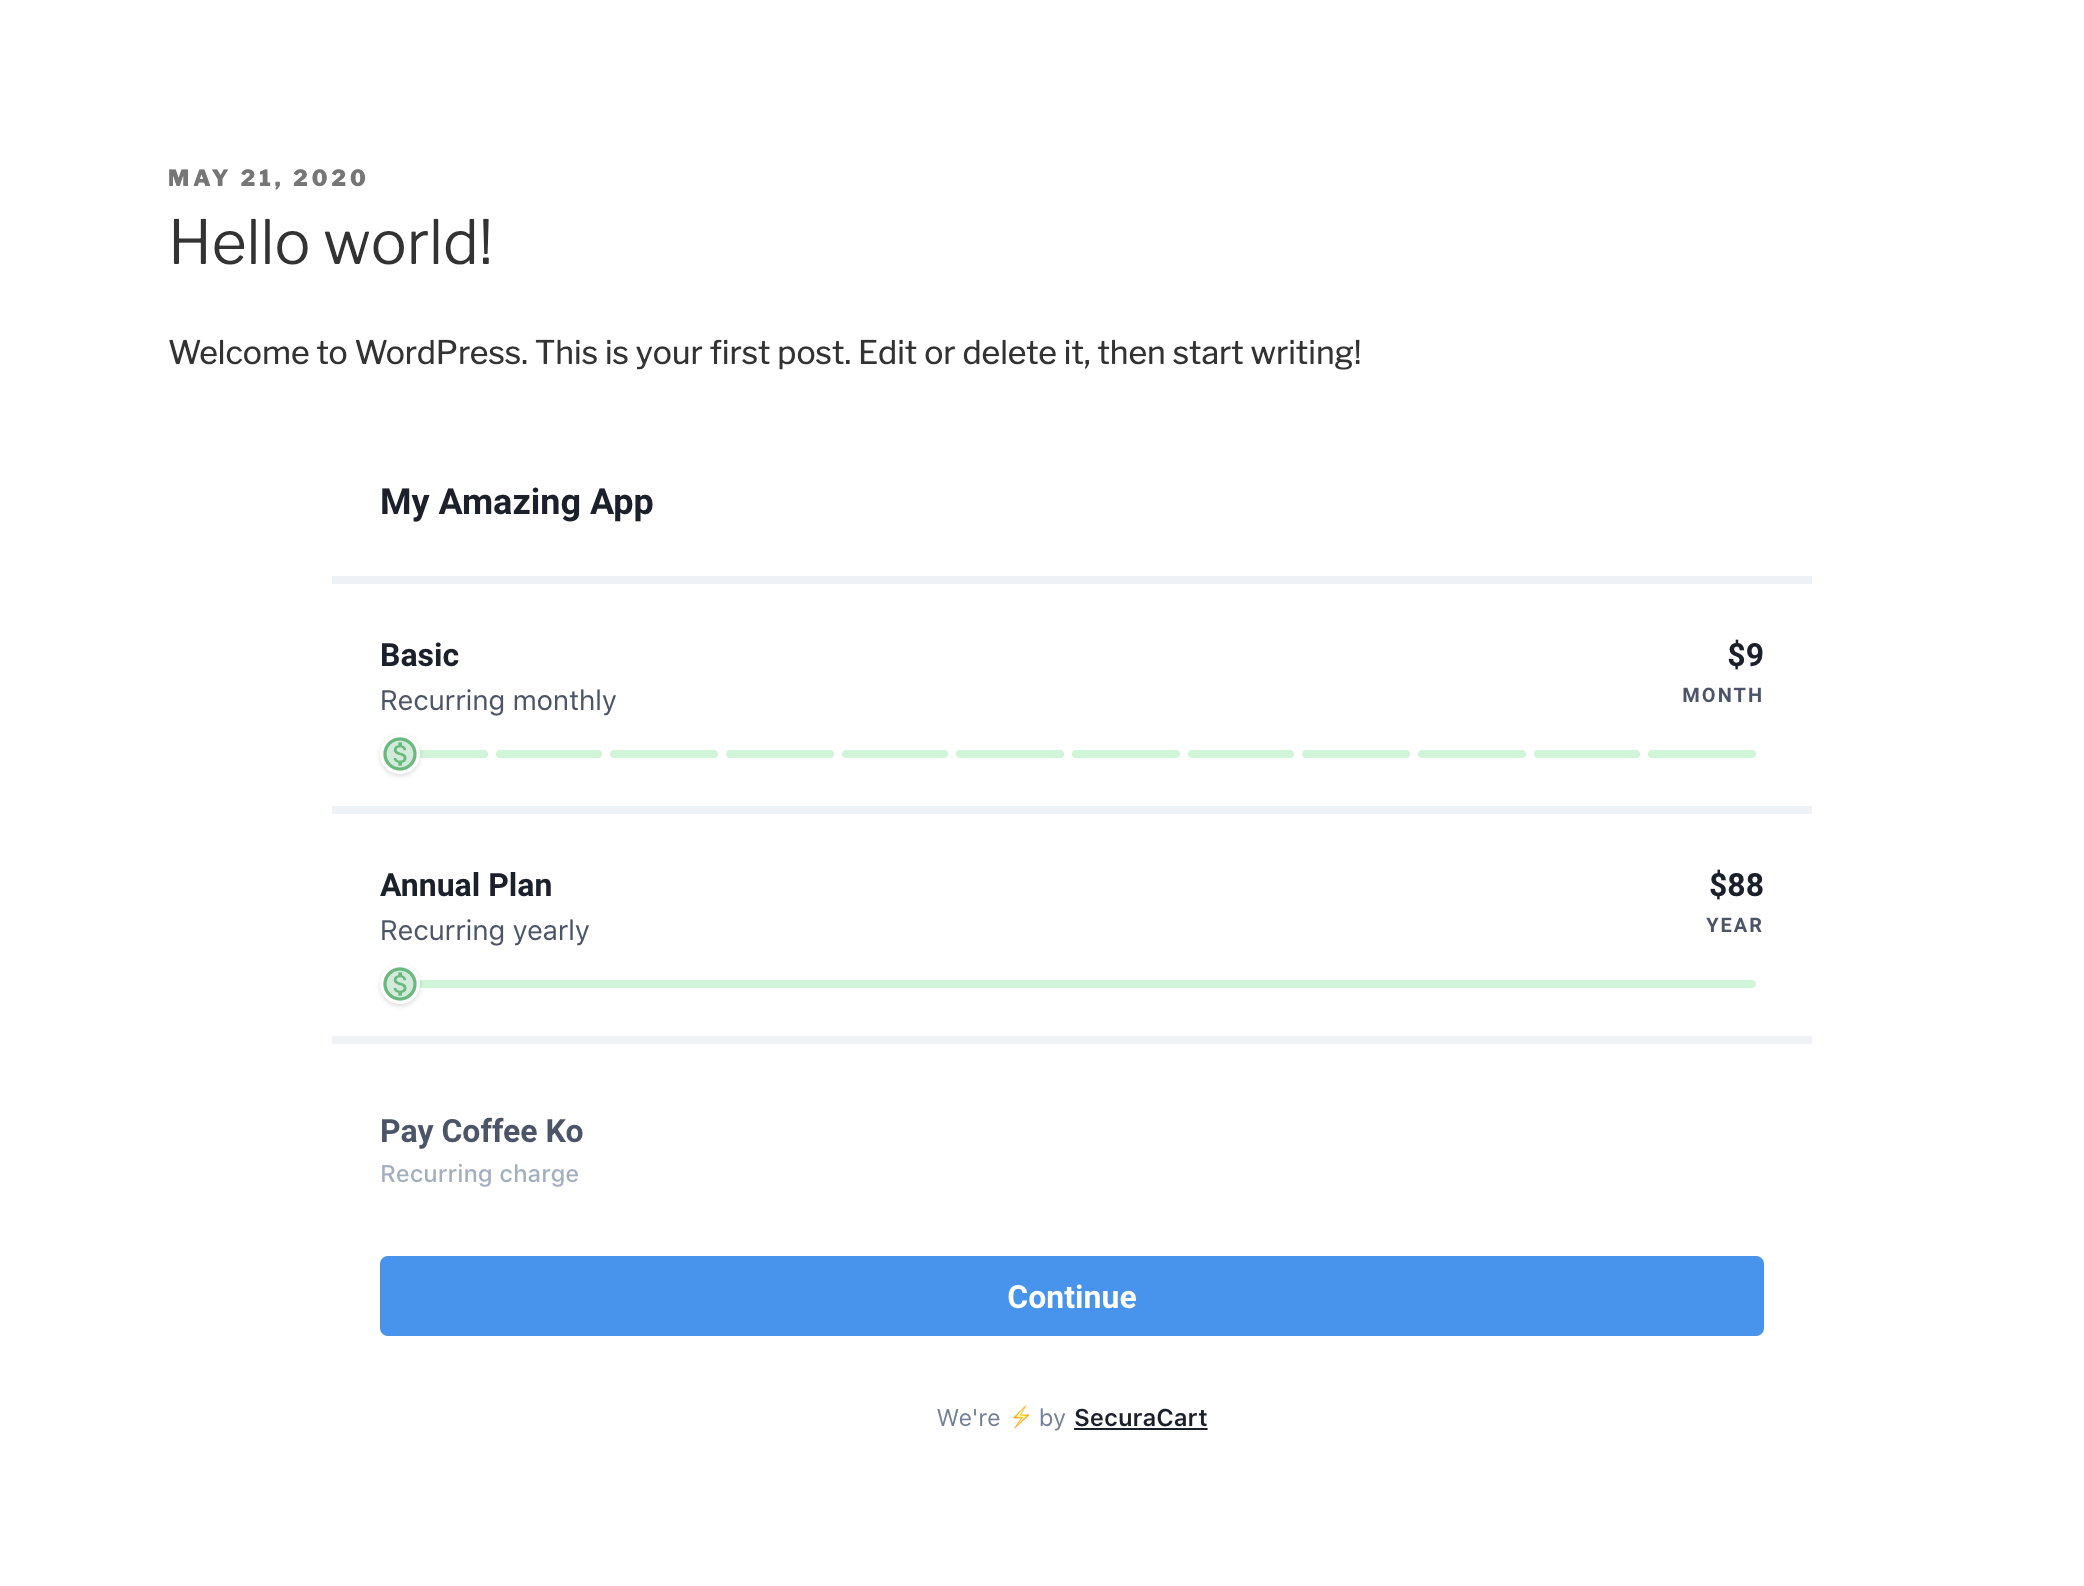 MAY 21, 2020
Hello world!
Welcome to WordPress. This is your first post. Edit or delete it, then start writing!
My Amazing App
Basic $9
Recurring monthly MONTH
$
Annual Plan $88
Recurring yearly YEAR
$
Pay Coffee Ko
Recurring charge
Continue
We're ⚡ by SecuraCart